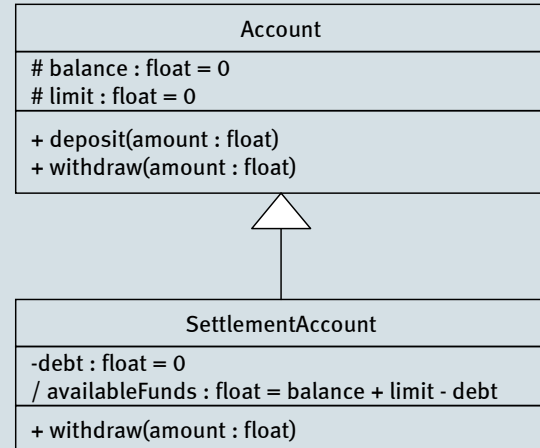 Account
# balance : float = 0
# limit : float = 0
+ deposit(amount : float)
+ withdraw(amount : float)
SettlementAccount
-debt : float = 0
/ availableFunds : float = balance + limit - debt
+ withdraw(amount : float)